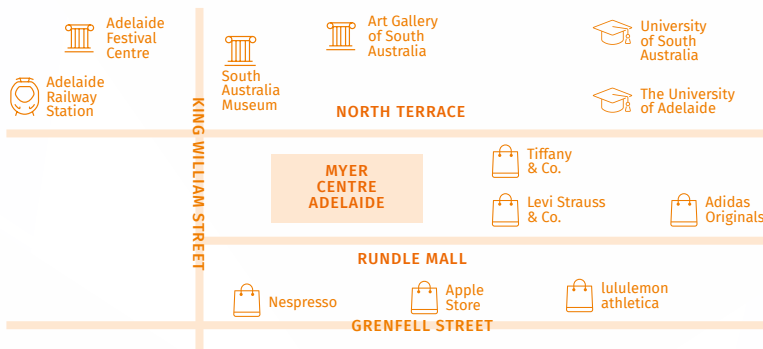 Adelaide
Festival
Centre
Art Gallery
of South
Australia
University
of South
Australia
Adelaide
Railway
Station
South
Australia
Museum
The University
of Adelaide
NORTH TERRACE
KING WILLIAM STREET
MYER
CENTRE
ADELAIDE
Tiffany
& Co.
Levi Strauss
& Co.
Adidas
Originals
RUNDLE MALL
Nespresso
Apple
Store
lululemon
athletica
GRENFELL STREET